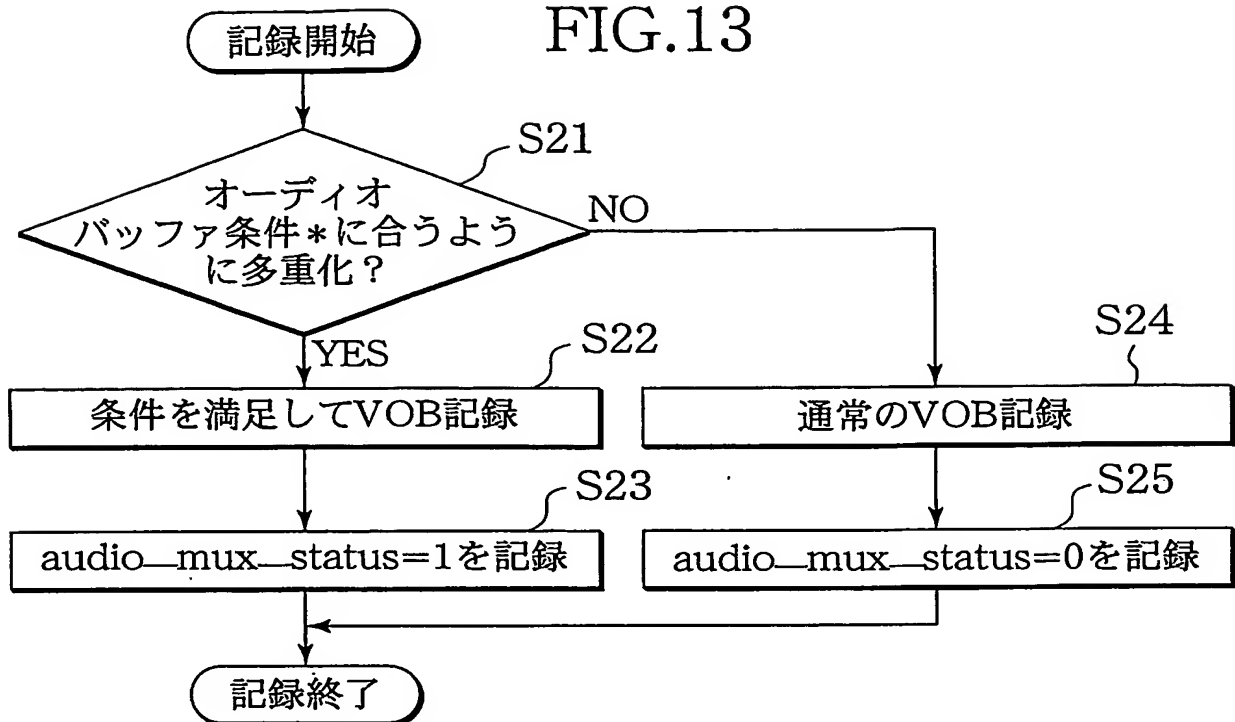 FIG.13
記録開始
S21
オーディオ
バッファ条件*に合うよう
に多重化?
NO
YES
S22
条件を満足してVOB記録
S24
通常のVOB記録
S23
audio_mux_status=1を記録
S25
audio_mux_status=0を記録
記録終了